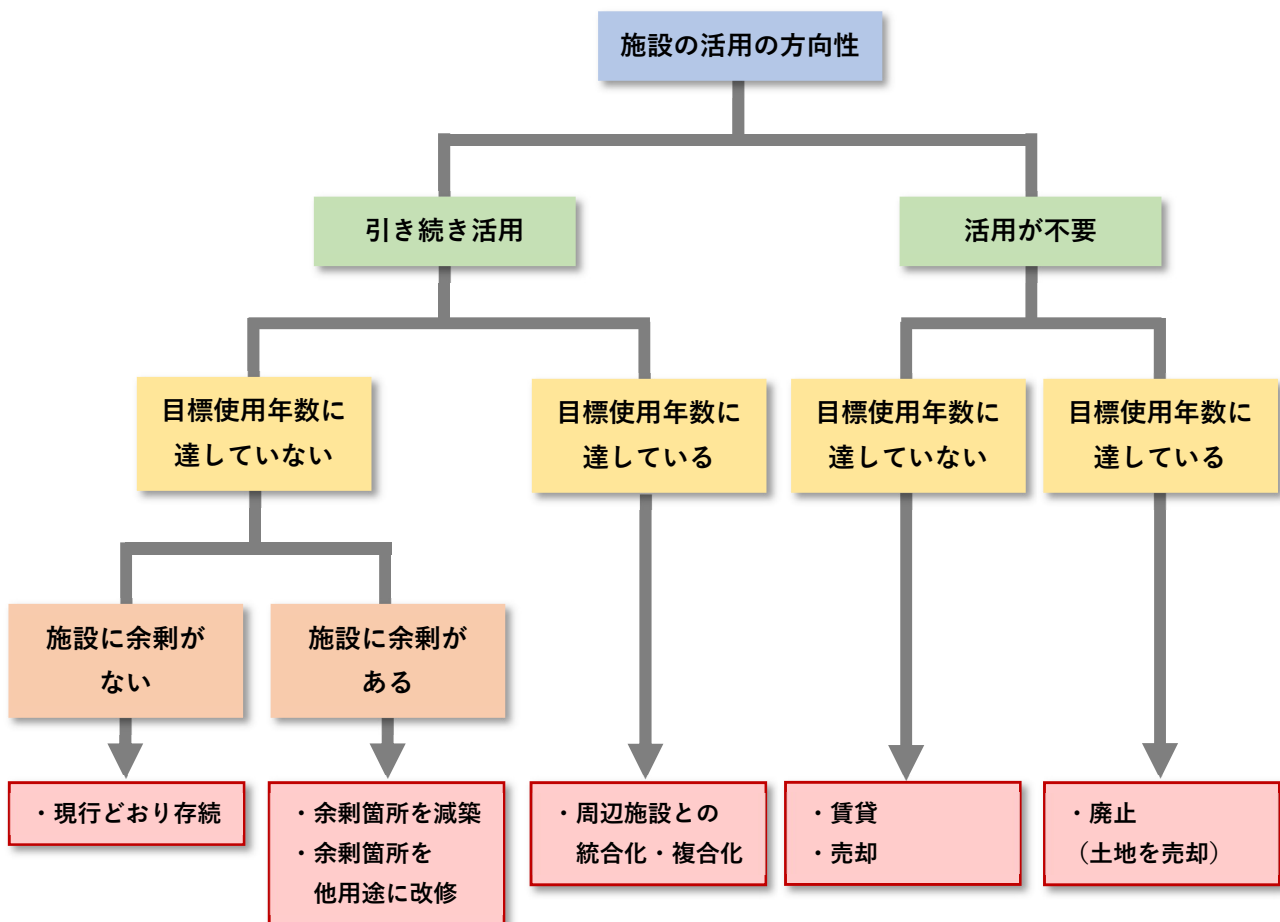 施設の活用の方向性
引き続き活用
活用が不要
目標使用年数に
達していない
目標使用年数に
達している
目標使用年数に
達していない
目標使用年数に
達している
施設に余剰が
ない
施設に余剰が
ある
・現行どおり存続
・余剰箇所を減築
・余剰箇所を
他用途に改修
・周辺施設との
統合化・複合化
・賃貸
・売却
・廃止
（土地を売却）